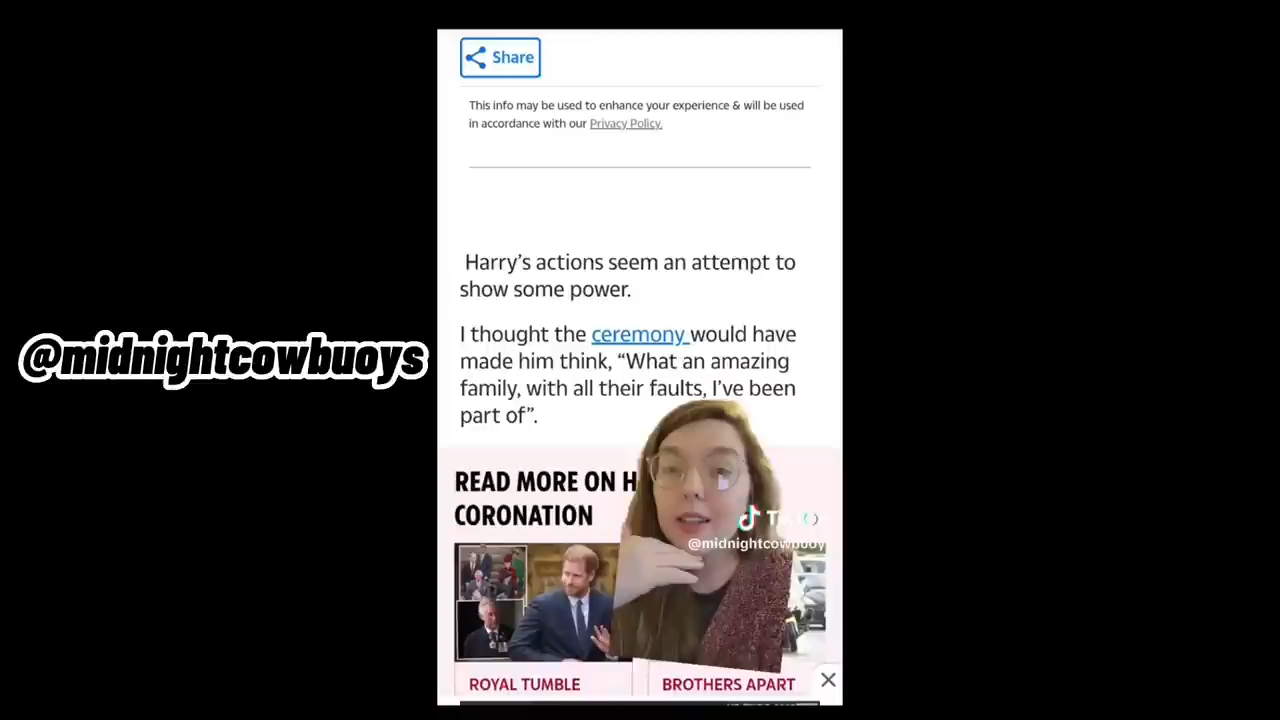 Share
This info may be used to enhance your experience & will be used
in accordance with our Privacy Policy.
Harry’s actions seem an attempt to
show some power.
I thought the ceremony would have
made him think, “What an amazing
family, with all their faults, I’ve been
part of”.
@midnightcowbuoys
READ MORE ON H
CORONATION
@midnightcowbuoy
ROYAL TUMBLE
BROTHERS APART